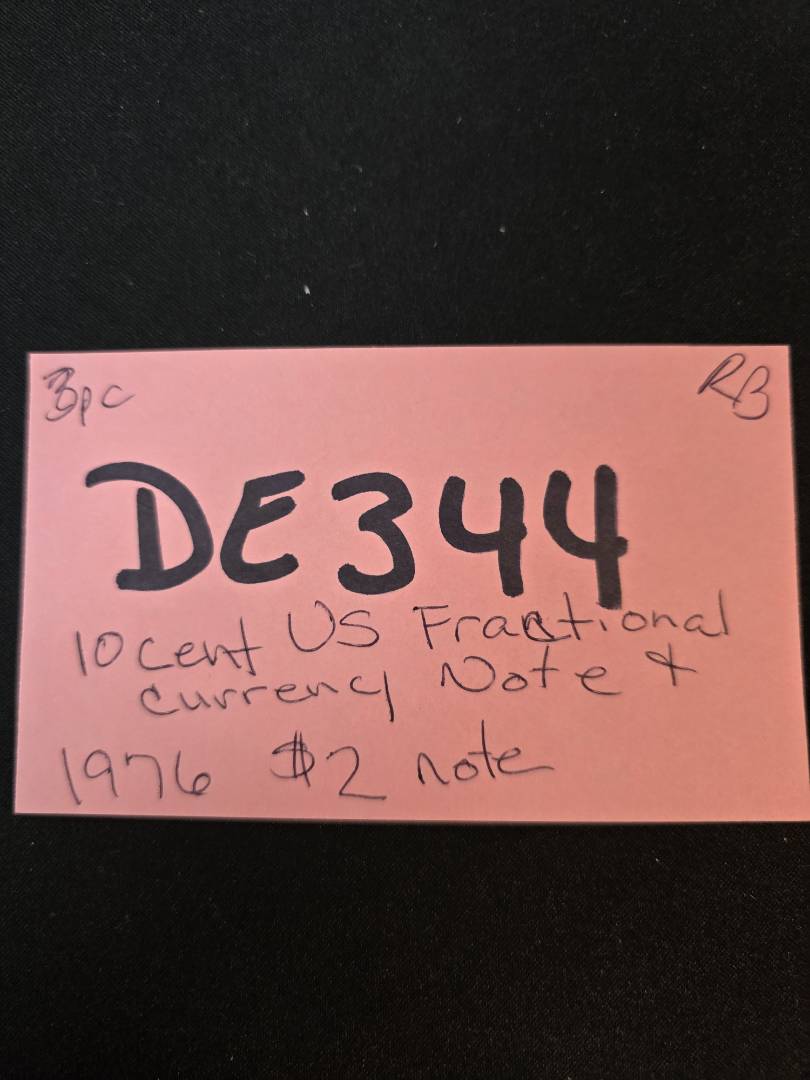 3pc RB
DE344
10 cent US Fractional
currency Note &
1976 $2 note